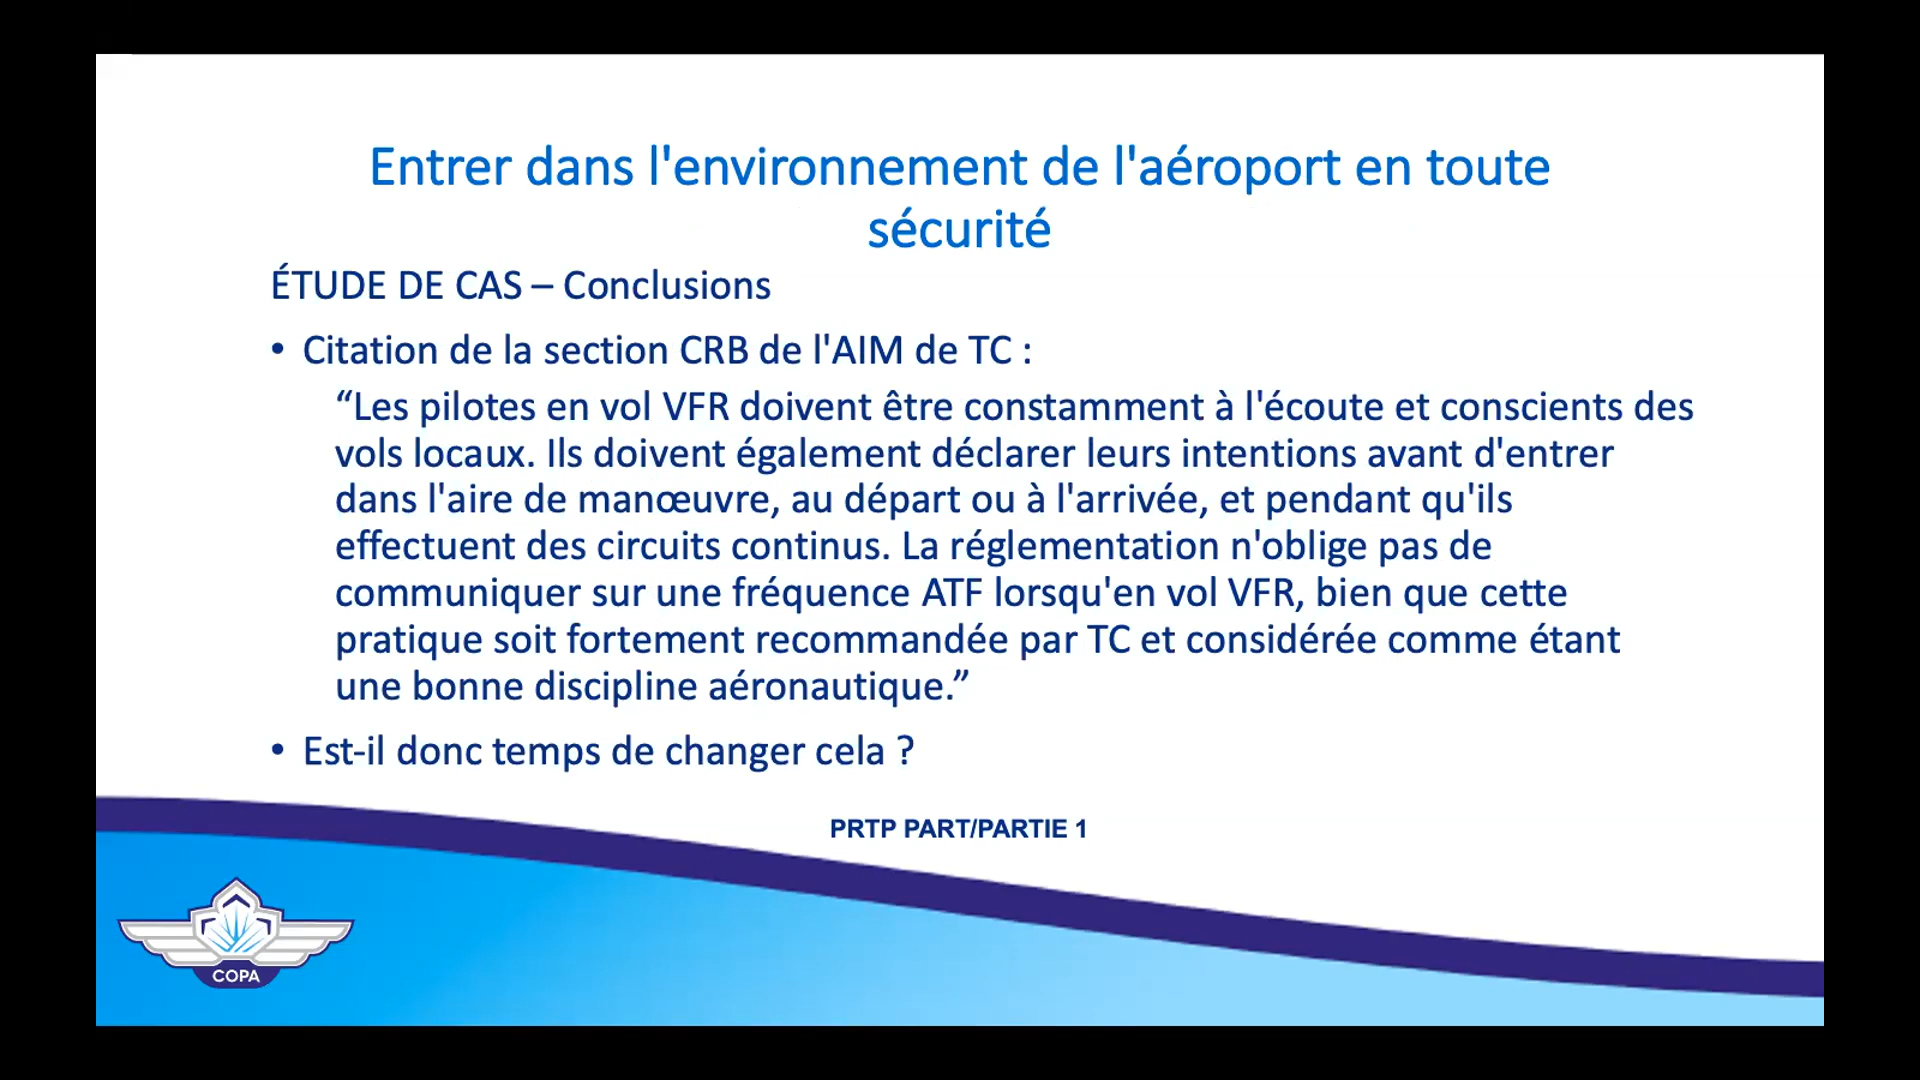 Entrer dans l'environnement de l'aéroport en toute
sécurité
ÉTUDE DE CAS – Conclusions
• Citation de la section CRB de l'AIM de TC :
“Les pilotes en vol VFR doivent être constamment à l'écoute et conscients des
vols locaux. Ils doivent également déclarer leurs intentions avant d'entrer
dans l'aire de manœuvre, au départ ou à l'arrivée, et pendant qu'ils
effectuent des circuits continus. La réglementation n'oblige pas de
communiquer sur une fréquence ATF lorsqu'en vol VFR, bien que cette
pratique soit fortement recommandée par TC et considérée comme étant
une bonne discipline aéronautique.”
• Est-il donc temps de changer cela ?
PRTP PART/PARTIE 1
COPA